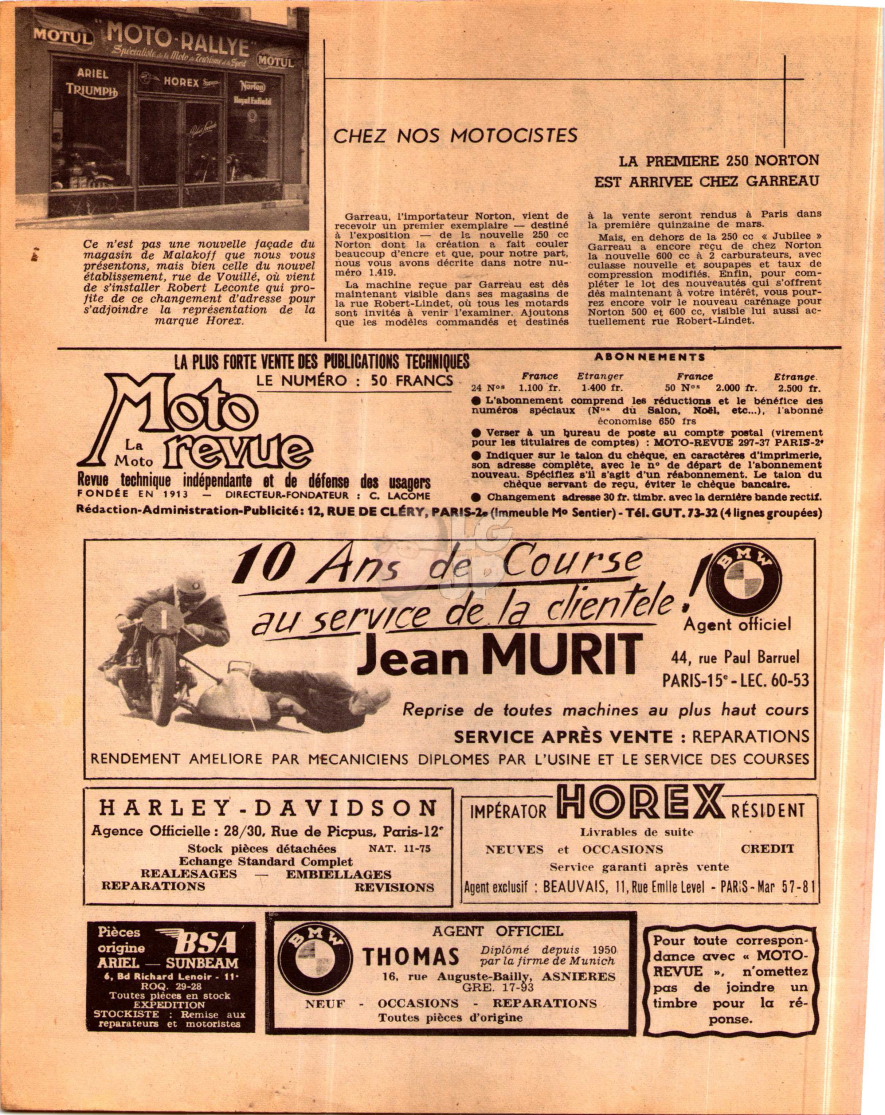 MOTUL
"MOTO-RALLYE"
Spécialiste de la Moto de Tourisme et de Sport
MOTUL
ARIEL
TRIUMPH
HOREX
Norton
Royal Enfield
CHEZ NOS MOTOCISTES
LA PREMIERE 250 NORTON
EST ARRIVEE CHEZ GARREAU
Ce n'est pas une nouvelle façade du
magasin de Malakoff que nous vous
présentons, mais bien celle du nouvel
établissement, rue de Vouillé, où vient
de s'installer Robert Leconte qui pro-
fite de ce changement d'adresse pour
s'adjoindre la représentation de la
marque Horex.
Garreau, l'importateur Norton, vient de
recevoir un premier exemplaire — destiné
à l'exposition — de la nouvelle 250 cc
Norton dont la création a fait couler
beaucoup d'encre et que, pour notre part,
nous vous avons décrite dans notre nu-
méro 1.419.
La machine reçue par Garreau est dès
maintenant visible dans ses magasins de
la rue Robert-Lindet, où tous les motards
sont invités à venir l'examiner. Ajoutons
que les modèles commandés et destinés
à la vente seront rendus à Paris dans
la première quinzaine de mars.
Mais, en dehors de la 250 cc « Jubilee »
Garreau a encore reçu de chez Norton
la nouvelle 600 cc à 2 carburateurs, avec
culasse nouvelle et soupapes et taux de
compression modifiés. Enfin, pour com-
pléter le lot des nouveautés qui s'offrent
dès maintenant à votre intérêt, vous pour-
rez encore voir le nouveau carénage pour
Norton 500 et 600 cc, visible lui aussi ac-
tuellement rue Robert-Lindet.
LA PLUS FORTE VENTE DES PUBLICATIONS TECHNIQUES
LE NUMÉRO : 50 FRANCS
Moto
revue
La
Moto
Revue technique indépendante et de défense des usagers
FONDÉE EN 1913 — DIRECTEUR-FONDATEUR : C. LACOME
ABONNEMENTS
France Etranger France Etrange.
24 Nos 1.100 fr. 1.400 fr. 50 Nos 2.000 fr. 2.500 fr.
● L'abonnement comprend les réductions et le bénéfice des
numéros spéciaux (Nos du Salon, Noël, etc...), l'abonné
économise 650 frs
● Verser à un bureau de poste au compte postal (virement
pour les titulaires de comptes) : MOTO-REVUE 297-37 PARIS-2e
● Indiquer sur le talon du chèque, en caractères d'imprimerie,
son adresse complète, avec le no de départ de l'abonnement
nouveau. Spécifiez s'il s'agit d'un réabonnement. Le talon du
chèque servant de reçu, éviter le chèque bancaire.
● Changement adresse 30 fr. timbr. avec la dernière bande rectif.
Rédaction-Administration-Publicité : 12, RUE DE CLÉRY, PARIS-2e (Immeuble Mo Sentier) - Tél. GUT. 73-32 (4 lignes groupées)
LG
UP
10 Ans de Course
au service de la clientele !
Jean MURIT
BMW
Agent officiel
44, rue Paul Barruel
PARIS-15e - LEC. 60-53
1
Reprise de toutes machines au plus haut cours
SERVICE APRÈS VENTE : REPARATIONS
RENDEMENT AMELIORE PAR MECANICIENS DIPLOMES PAR L'USINE ET LE SERVICE DES COURSES
HARLEY-DAVIDSON
Agence Officielle : 28/30, Rue de Picpus, Paris-12e
Stock pièces détachées NAT. 11-75
Echange Standard Complet
REALESAGES — EMBIELLAGES
REPARATIONS REVISIONS
IMPÉRATOR HOREX RÉSIDENT
Livrables de suite
NEUVES et OCCASIONS CREDIT
Service garanti après vente
Agent exclusif : BEAUVAIS, 11, Rue Emile Level - PARIS - Mar 57-81
Pièces
origine BSA
ARIEL — SUNBEAM
6, Bd Richard Lenoir - 11e
ROQ. 29-28
Toutes pièces en stock
EXPEDITION
STOCKISTE : Remise aux
reparateurs et motoristes
BMW
AGENT OFFICIEL
THOMAS Diplômé depuis 1950
par la firme de Munich
16, rue Auguste-Bailly, ASNIERES
GRE. 17-93
NEUF - OCCASIONS - REPARATIONS
Toutes pièces d'origine
Pour toute correspon-
dance avec « MOTO-
REVUE », n'omettez
pas de joindre un
timbre pour la ré-
ponse.